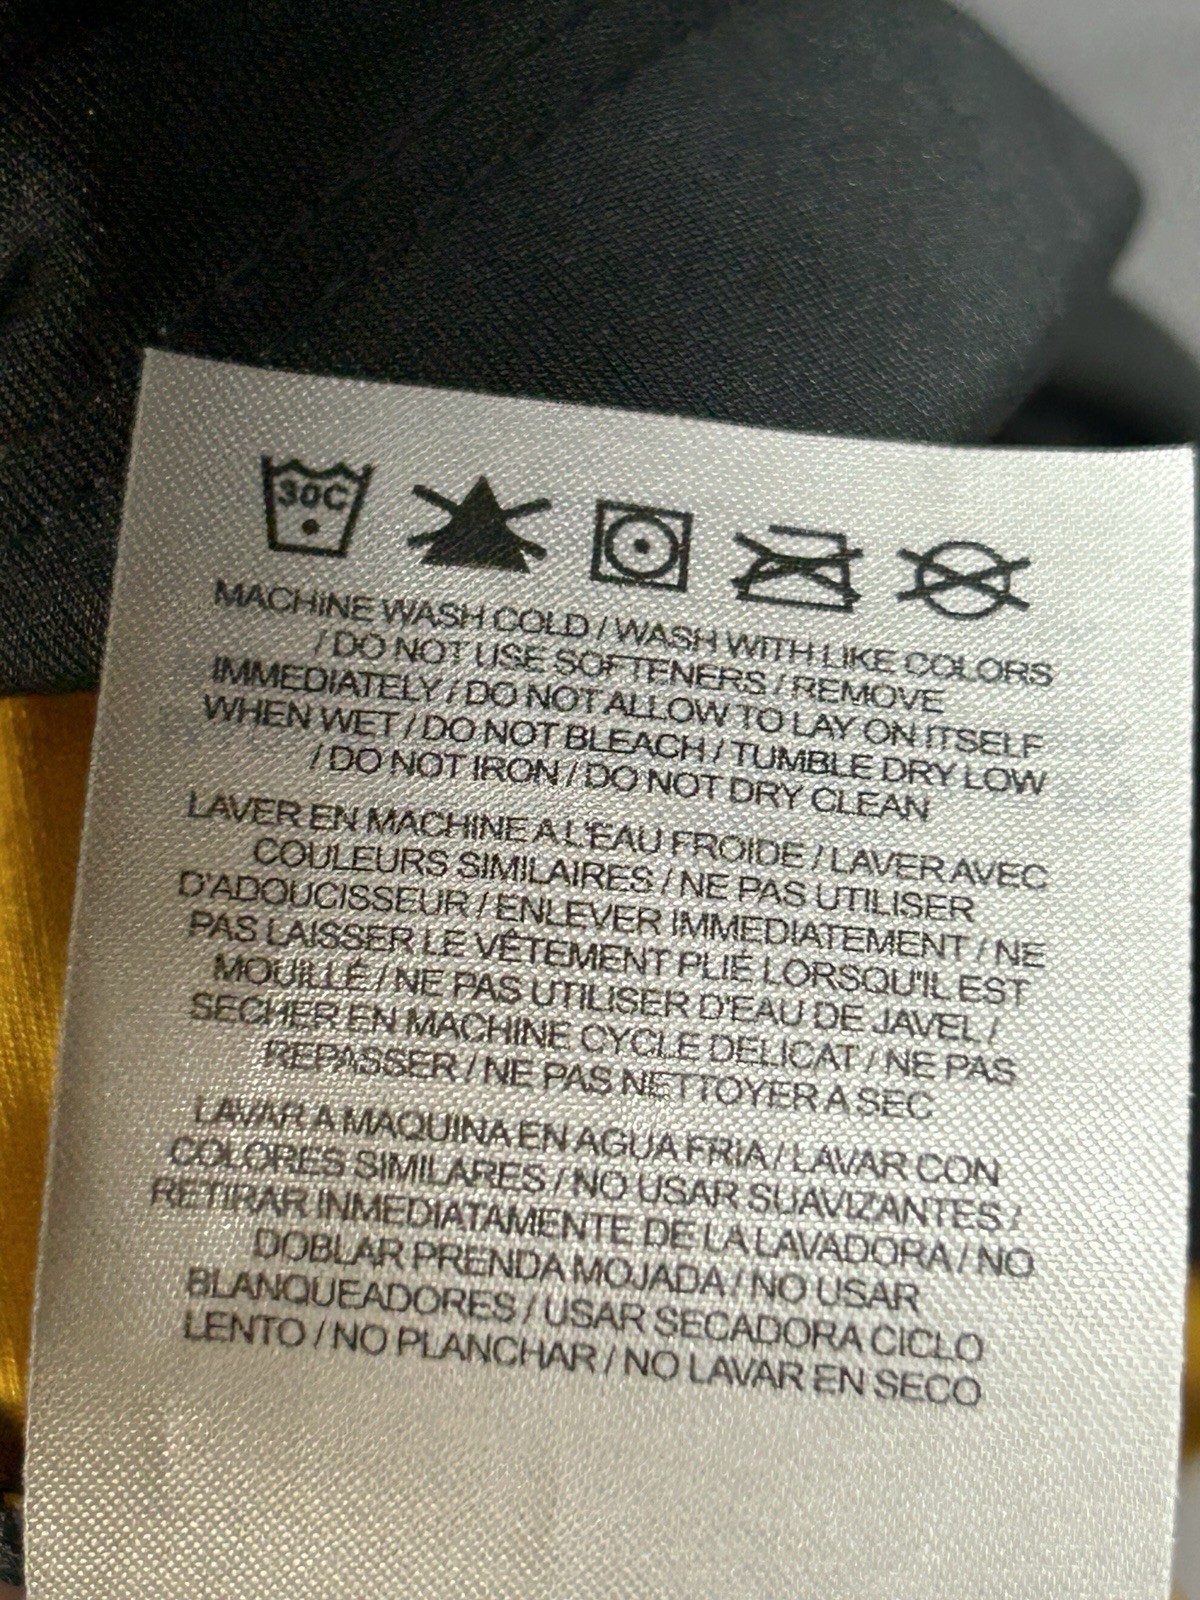 30C
MACHINE WASH COLD / WASH WITH LIKE COLORS
/ DO NOT USE SOFTENERS / REMOVE
IMMEDIATELY / DO NOT ALLOW TO LAY ON ITSELF
WHEN WET / DO NOT BLEACH / TUMBLE DRY LOW
/ DO NOT IRON / DO NOT DRY CLEAN
LAVER EN MACHINE A L'EAU FROIDE / LAVER AVEC
COULEURS SIMILAIRES / NE PAS UTILISER
D'ADOUCISSEUR / ENLEVER IMMEDIATEMENT / NE
PAS LAISSER LE VÊTEMENT PLIÉ LORSQU'IL EST
MOUILLÉ / NE PAS UTILISER D'EAU DE JAVEL /
SECHER EN MACHINE CYCLE DELICAT / NE PAS
REPASSER / NE PAS NETTOYER A SEC
LAVAR A MAQUINA EN AGUA FRIA / LAVAR CON
COLORES SIMILARES / NO USAR SUAVIZANTES /
RETIRAR INMEDIATAMENTE DE LA LAVADORA / NO
DOBLAR PRENDA MOJADA / NO USAR
BLANQUEADORES / USAR SECADORA CICLO
LENTO / NO PLANCHAR / NO LAVAR EN SECO